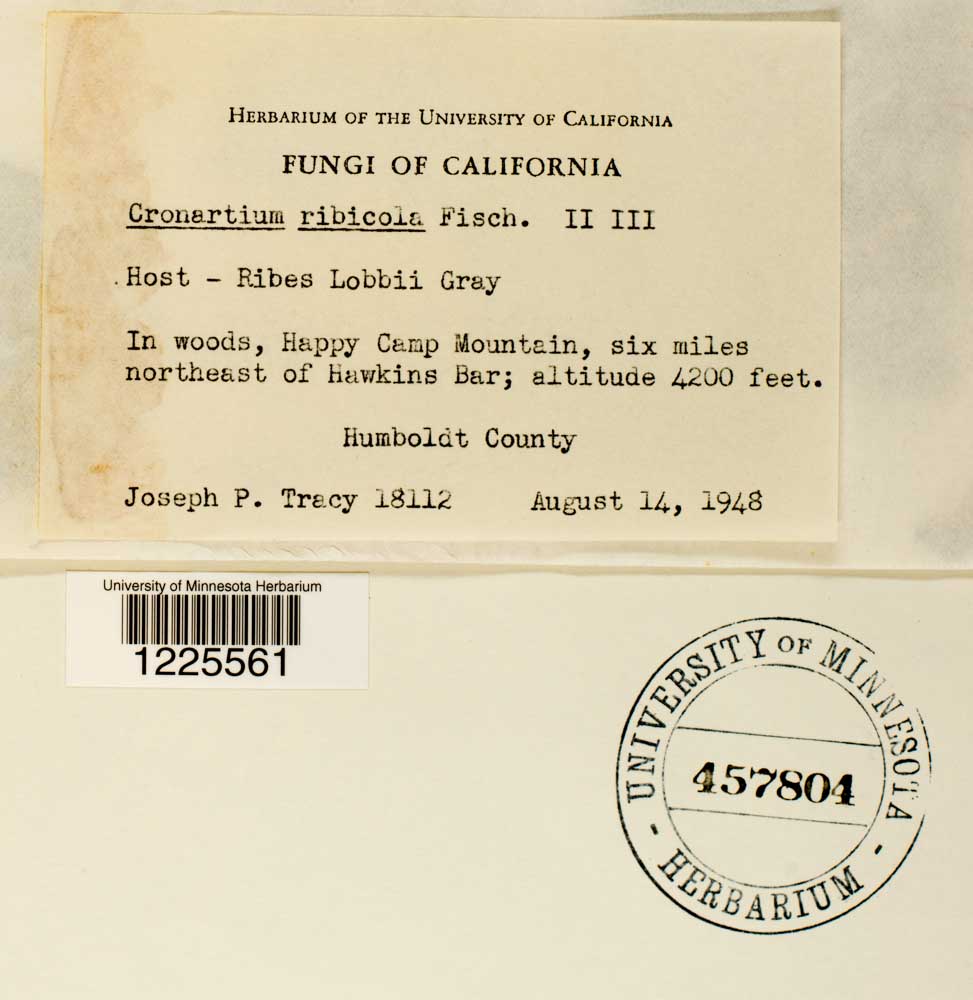 HERBARIUM OF THE UNIVERSITY OF CALIFORNIA
FUNGI OF CALIFORNIA
Cronartium ribicola Fisch. II III
Host - Ribes Lobbii Gray
In woods, Happy Camp Mountain, six miles
northeast of Hawkins Bar; altitude 4200 feet.
Humboldt County
Joseph P. Tracy 18112 August 14, 1948
University of Minnesota Herbarium
1225561
UNIVERSITY OF MINNESOTA
457804
- HERBARIUM -